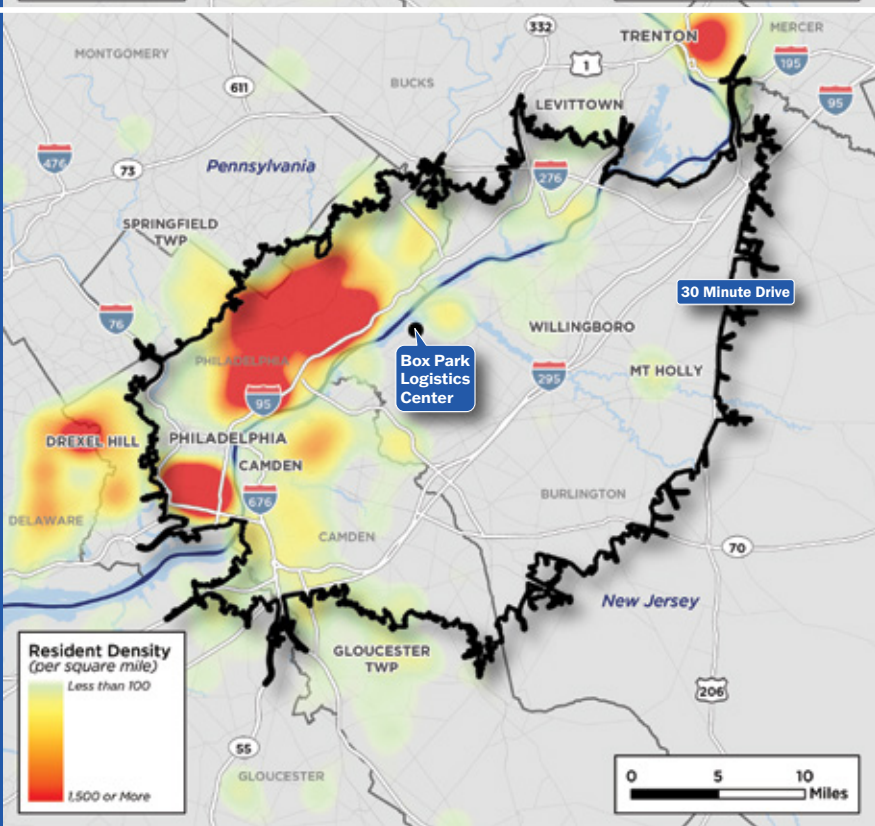 332
TRENTON
MERCER
MONTGOMERY
1
195
611
BUCKS
95
LEVITTOWN
476
73
Pennsylvania
276
SPRINGFIELD
TWP
30 Minute Drive
76
WILLINGBORO
PHILADELPHIA
Box Park
Logistics
Center
295
MT HOLLY
95
DREXEL HILL
PHILADELPHIA
CAMDEN
676
BURLINGTON
DELAWARE
CAMDEN
70
New Jersey
GLOUCESTER
TWP
Resident Density
(per square mile)
Less than 100
1,500 or More
206
55
GLOUCESTER
0 5 10
Miles